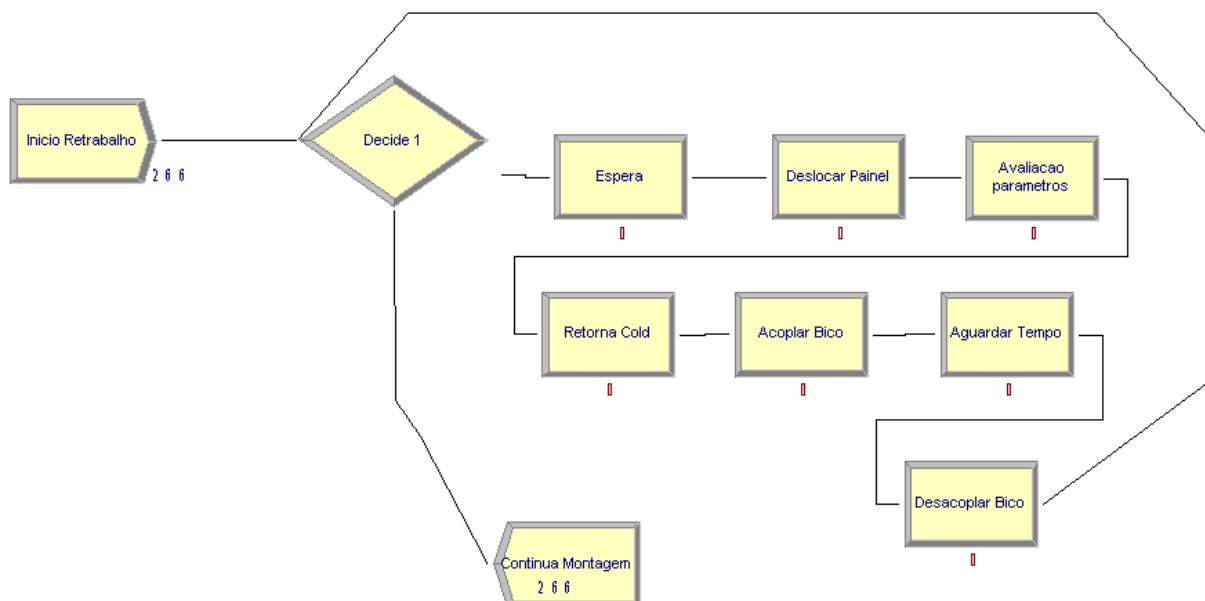 Inicio Retrabalho
2 6 6
Decide 1
Espera
0
Deslocar Painel
0
Avaliacao
parametros
0
Retorna Cold
0
Acoplar Bico
0
Aguardar Tempo
0
Desacoplar Bico
0
Continua Montagem
2 6 6